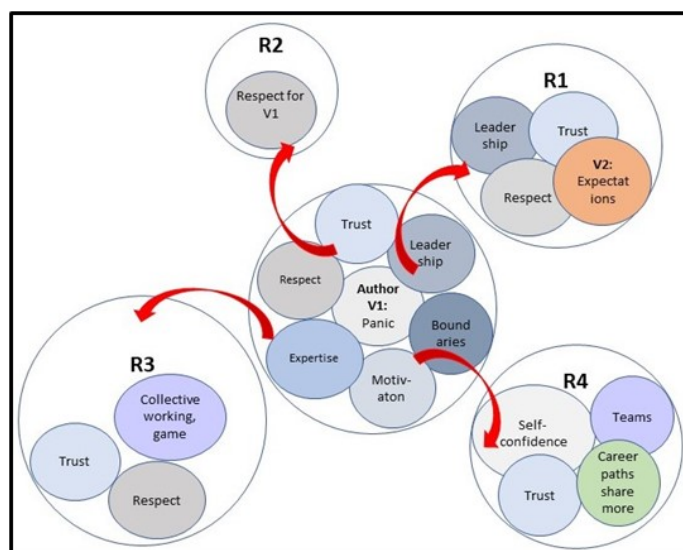 R2
Respect for
V1
R1
Leader
ship
Trust
V2:
Expectat
ions
Respect
Trust
Leader
ship
Respect
Author
V1:
Panic
Bound
aries
Expertise
Motiv-
aton
R3
Collective
working,
game
Trust
Respect
R4
Self-
confidence
Teams
Trust
Career
paths
share
more